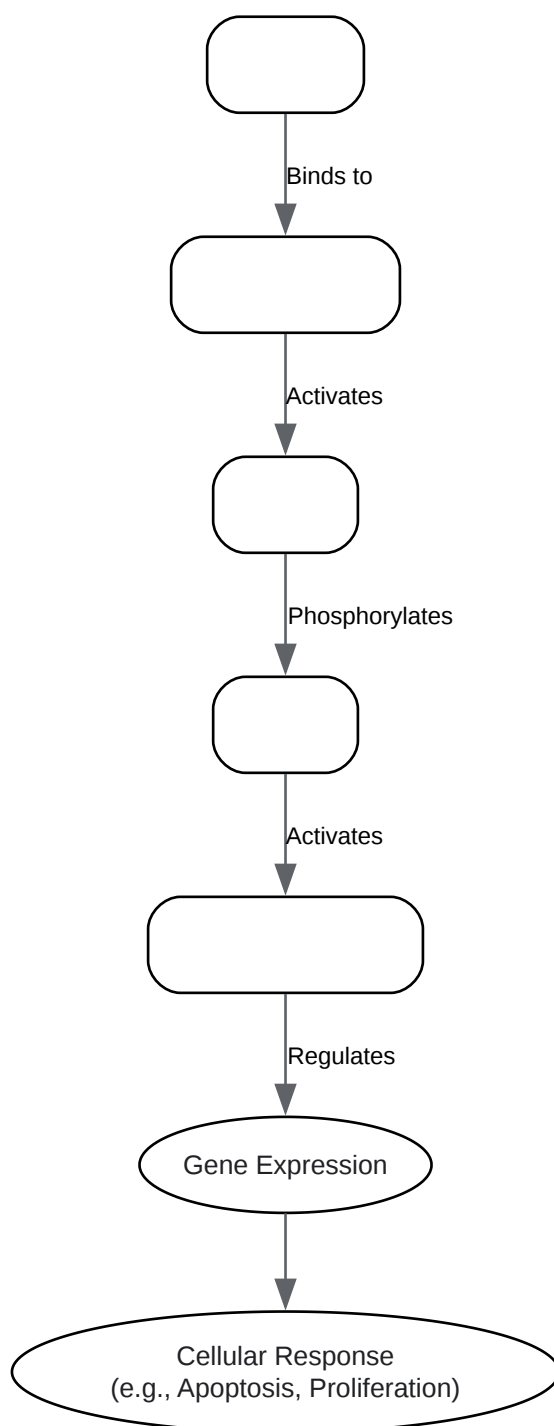 Binds to
Activates
Phosphorylates
Activates
Regulates
Gene Expression
Cellular Response
(e.g., Apoptosis, Proliferation)